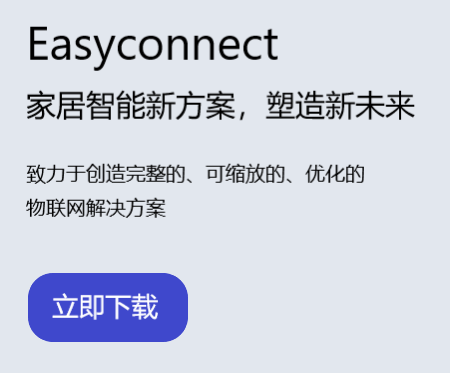 Easyconnect
家居智能新方案，塑造新未来
致力于创造完整的、可缩放的、优化的
物联网解决方案
立即下载